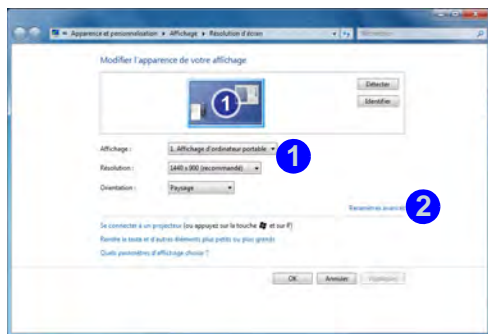 Apparence et personnalisation ▸ Affichage ▸ Résolution d'écran
Modifier l'apparence de votre affichage
1
Détecter
Identifier
Affichage :
1. Affichage d'ordinateur portable
1
Résolution :
1440 x 900 (recommandé)
Orientation :
Paysage
Paramètres avancés
2
Se connecter à un projecteur (ou appuyez sur la touche et sur P)
Rendre le texte et d'autres éléments plus petits ou plus grands
Quels paramètres d'affichage choisir ?
OK
Annuler
Appliquer